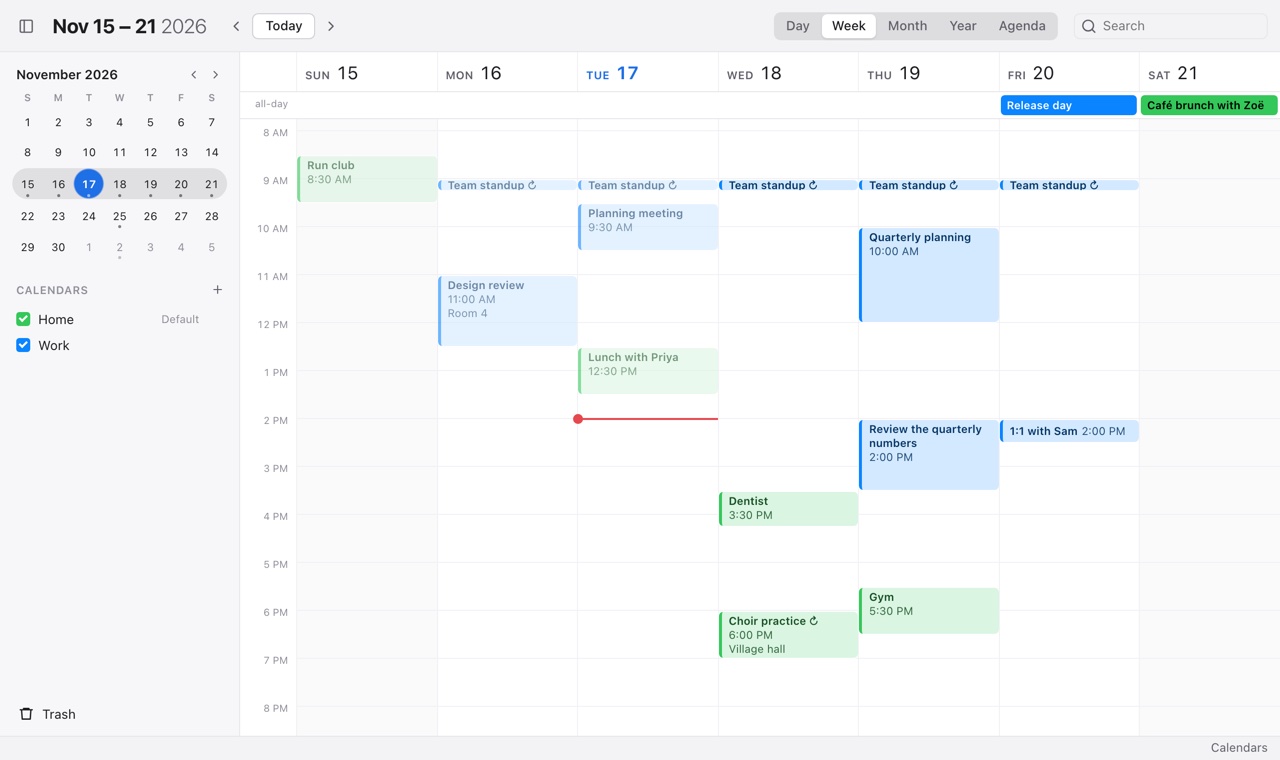 Nov 15 – 21 2026
Today
Day Week Month Year Agenda
Search
November 2026
S M T W T F S
1 2 3 4 5 6 7
8 9 10 11 12 13 14
15 16 17 18 19 20 21
22 23 24 25 26 27 28
29 30 1 2 3 4 5
CALENDARS
Home Default
Work
Trash
SUN 15 MON 16 TUE 17 WED 18 THU 19 FRI 20 SAT 21
all-day
Release day
Café brunch with Zoë
8 AM
9 AM
10 AM
11 AM
12 PM
1 PM
2 PM
3 PM
4 PM
5 PM
6 PM
7 PM
8 PM
Run club
8:30 AM
Team standup
Design review
11:00 AM
Room 4
Team standup
Planning meeting
9:30 AM
Lunch with Priya
12:30 PM
Team standup
Dentist
3:30 PM
Choir practice
6:00 PM
Village hall
Team standup
Quarterly planning
10:00 AM
Review the quarterly
numbers
2:00 PM
Gym
5:30 PM
Team standup
1:1 with Sam 2:00 PM
Calendars